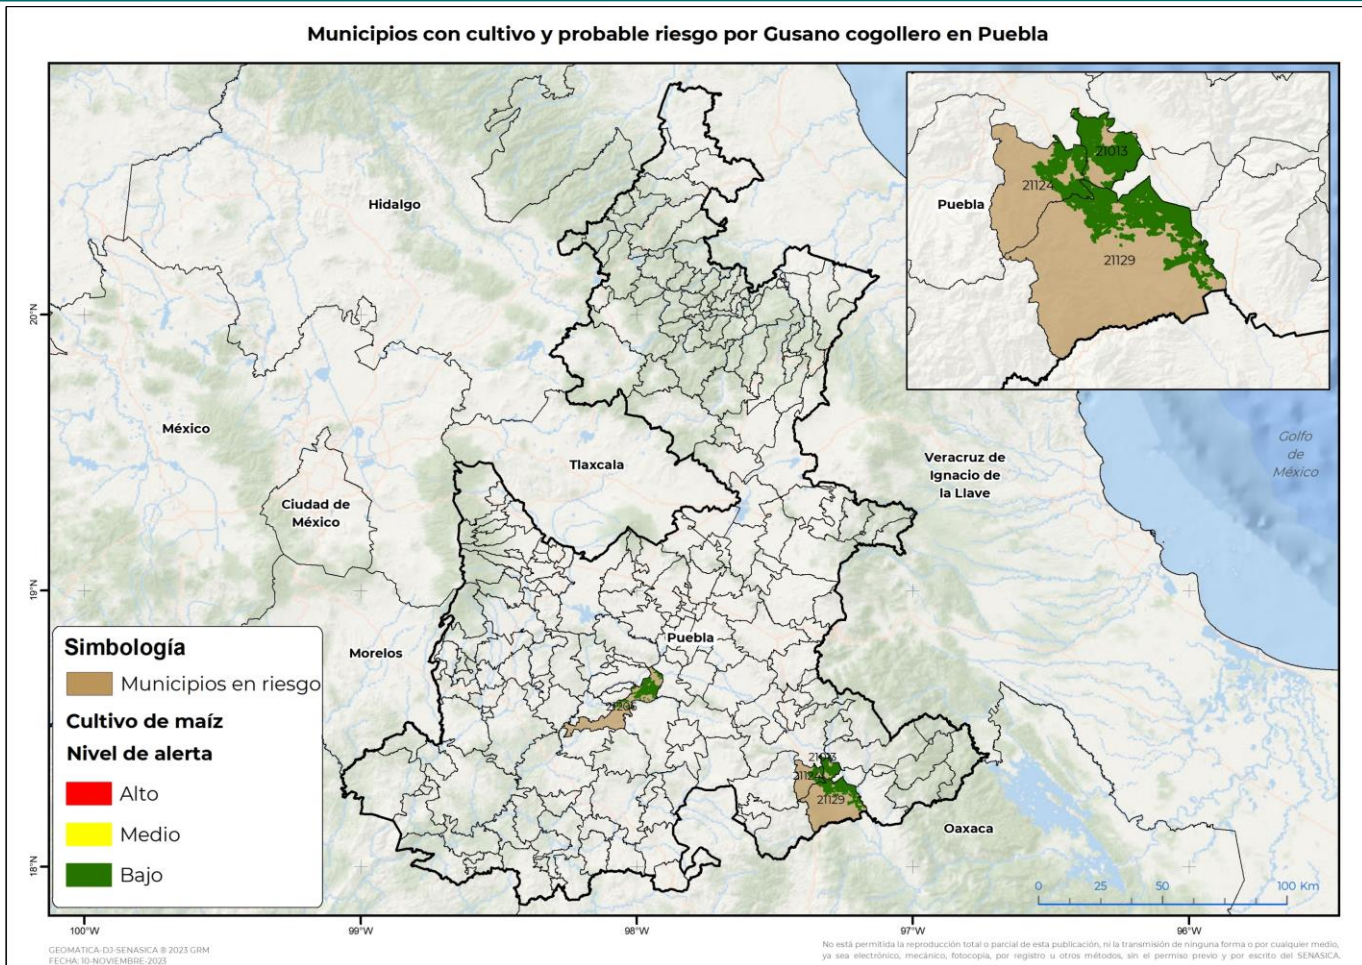 Municipios con cultivo y probable riesgo por Gusano cogollero en Puebla
21013
21124
Puebla
21129
Hidalgo
20°N
México
Tlaxcala
Veracruz de
Ignacio de
la Llave
Golfo
de
México
Ciudad de
México
19°N
Puebla
Morelos
Simbología
Municipios en riesgo
Cultivo de maíz
Nivel de alerta
Alto
Medio
Bajo
21129
Oaxaca
18°N
0 25 50 100 Km
100°W 99°W 98°W 97°W 96°W
GEOMATICA-DJ-SENASICA ® 2023 GRM
FECHA: 10-NOVIEMBRE-2023
No está permitida la reproducción total o parcial de esta publicación, ni la transmisión de ninguna forma o por cualquier medio,
ya sea electrónico, mecánico, fotocopia, por registro u otros métodos, sin el permiso previo y por escrito del SENASICA.